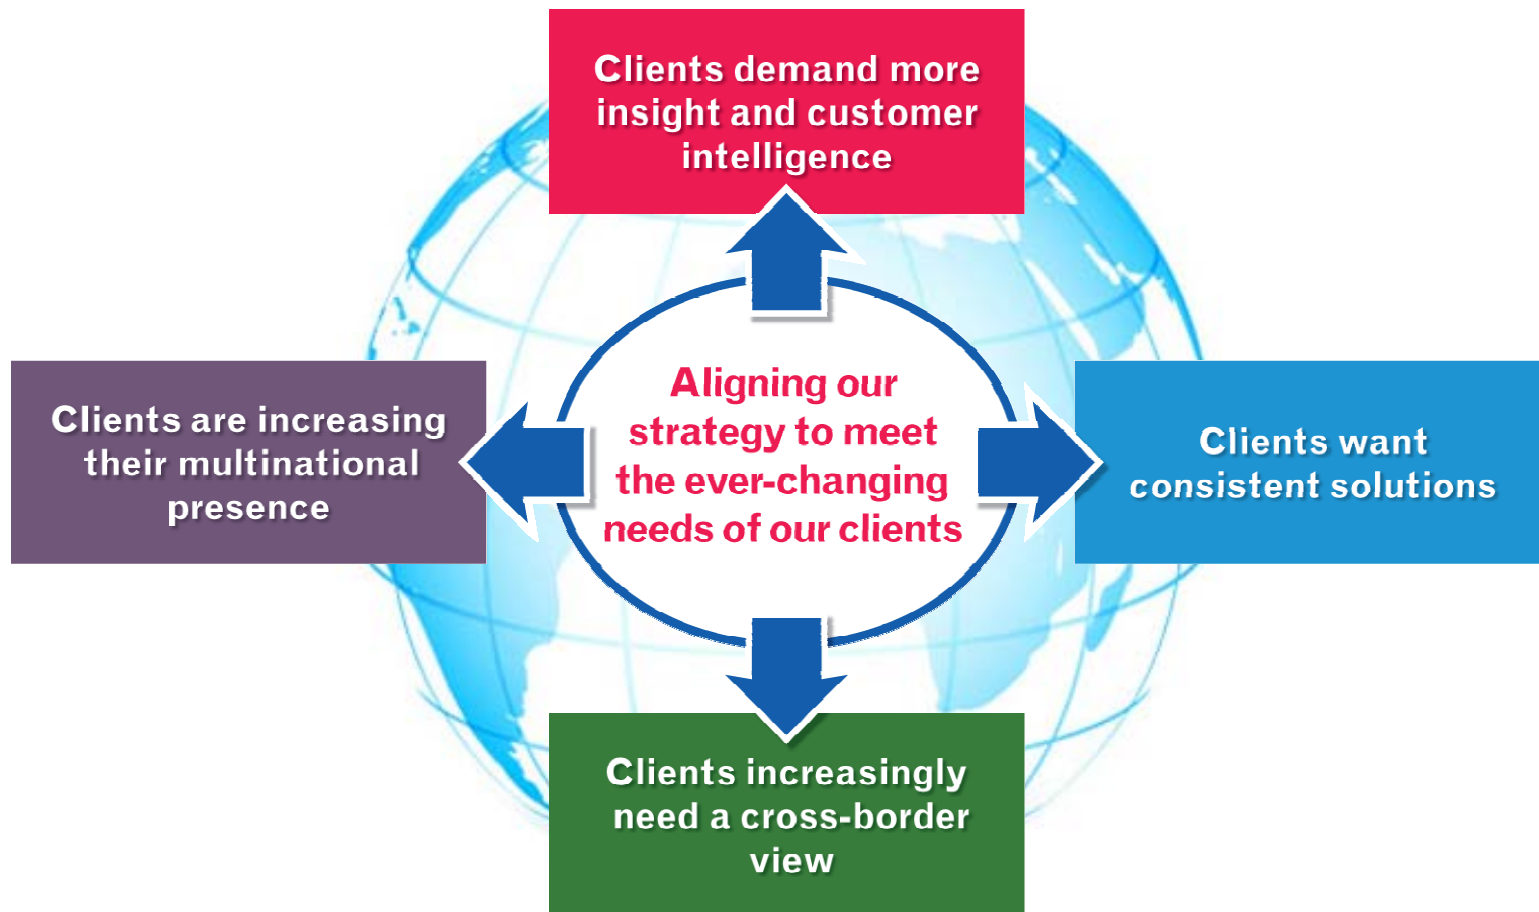 Clients demand more
insight and customer
intelligence
Clients are increasing
their multinational
presence
Aligning our
strategy to meet
the ever-changing
needs of our clients
Clients want
consistent solutions
Clients increasingly
need a cross-border
view